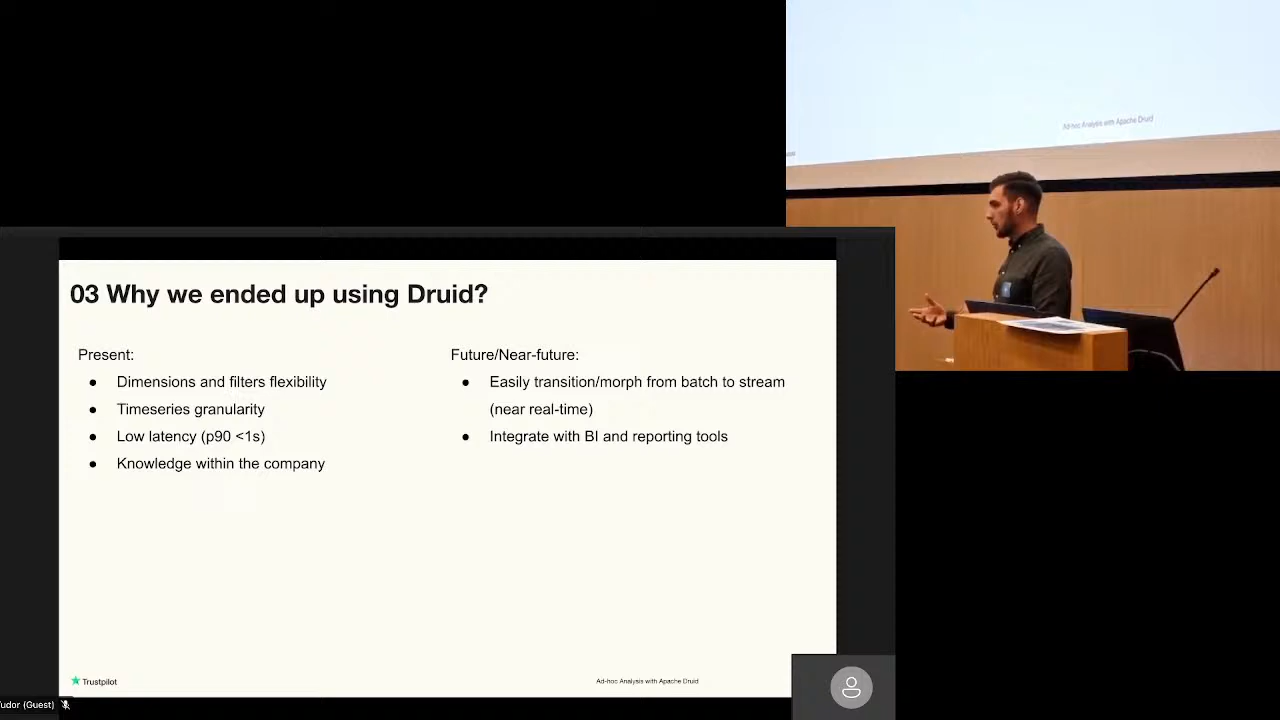 Ad-hoc Analysis with Apache Druid
03 Why we ended up using Druid?
Present:
● Dimensions and filters flexibility
● Timeseries granularity
● Low latency (p90 <1s)
● Knowledge within the company
Future/Near-future:
● Easily transition/morph from batch to stream
(near real-time)
● Integrate with BI and reporting tools
Trustpilot
Ad-hoc Analysis with Apache Druid
Tudor (Guest)